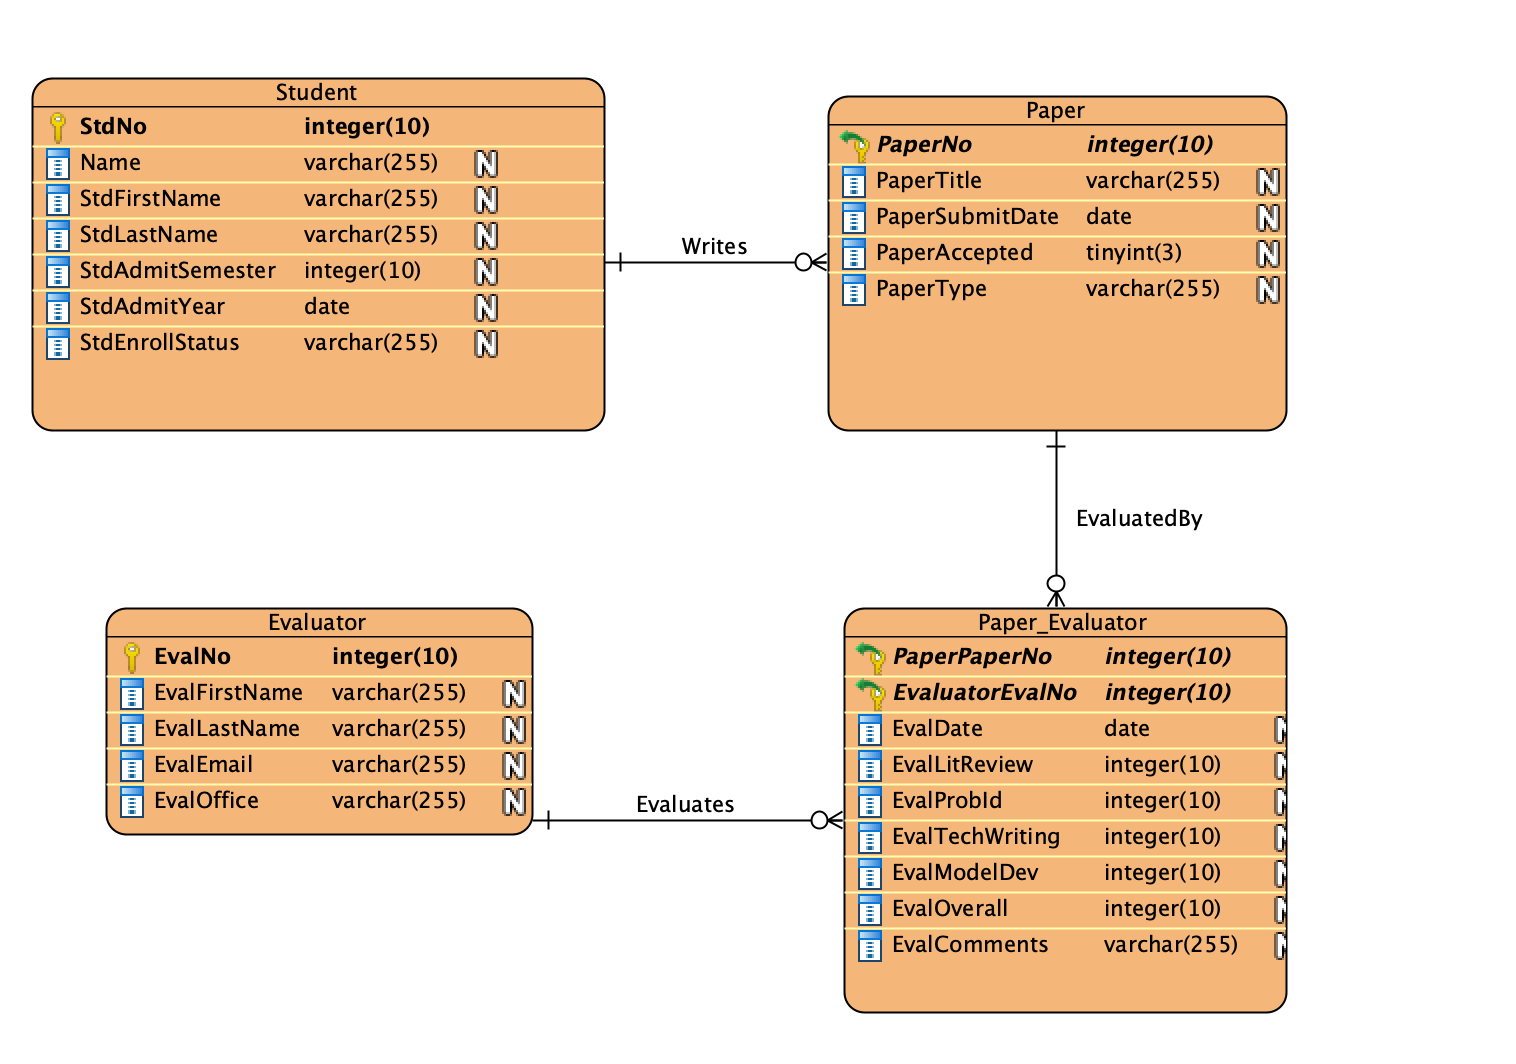 Student
StdNo integer(10)
Name varchar(255) N
StdFirstName varchar(255) N
StdLastName varchar(255) N
StdAdmitSemester integer(10) N
StdAdmitYear date N
StdEnrollStatus varchar(255) N
Writes
Paper
PaperNo integer(10)
PaperTitle varchar(255) N
PaperSubmitDate date N
PaperAccepted tinyint(3) N
PaperType varchar(255) N
EvaluatedBy
Evaluator
EvalNo integer(10)
EvalFirstName varchar(255) N
EvalLastName varchar(255) N
EvalEmail varchar(255) N
EvalOffice varchar(255) N
Evaluates
Paper_Evaluator
PaperPaperNo integer(10)
EvaluatorEvalNo integer(10)
EvalDate date N
EvalLitReview integer(10) N
EvalProbId integer(10) N
EvalTechWriting integer(10) N
EvalModelDev integer(10) N
EvalOverall integer(10) N
EvalComments varchar(255) N